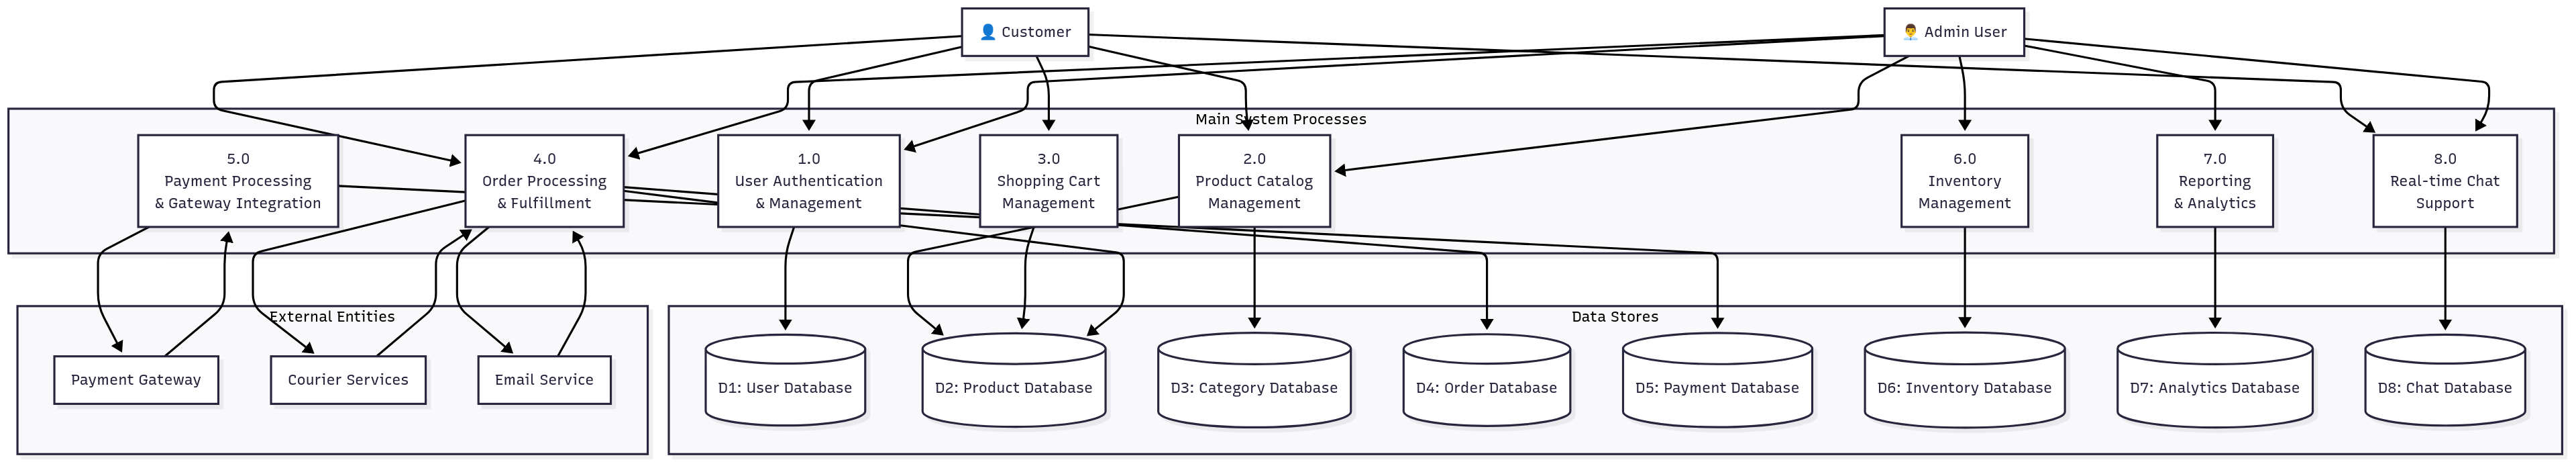 👤 Customer
👨‍💼 Admin User
Main System Processes
5.0
Payment Processing
& Gateway Integration
4.0
Order Processing
& Fulfillment
1.0
User Authentication
& Management
3.0
Shopping Cart
Management
2.0
Product Catalog
Management
6.0
Inventory
Management
7.0
Reporting
& Analytics
8.0
Real-time Chat
Support
External Entities
Payment Gateway
Courier Services
Email Service
Data Stores
D1: User Database
D2: Product Database
D3: Category Database
D4: Order Database
D5: Payment Database
D6: Inventory Database
D7: Analytics Database
D8: Chat Database